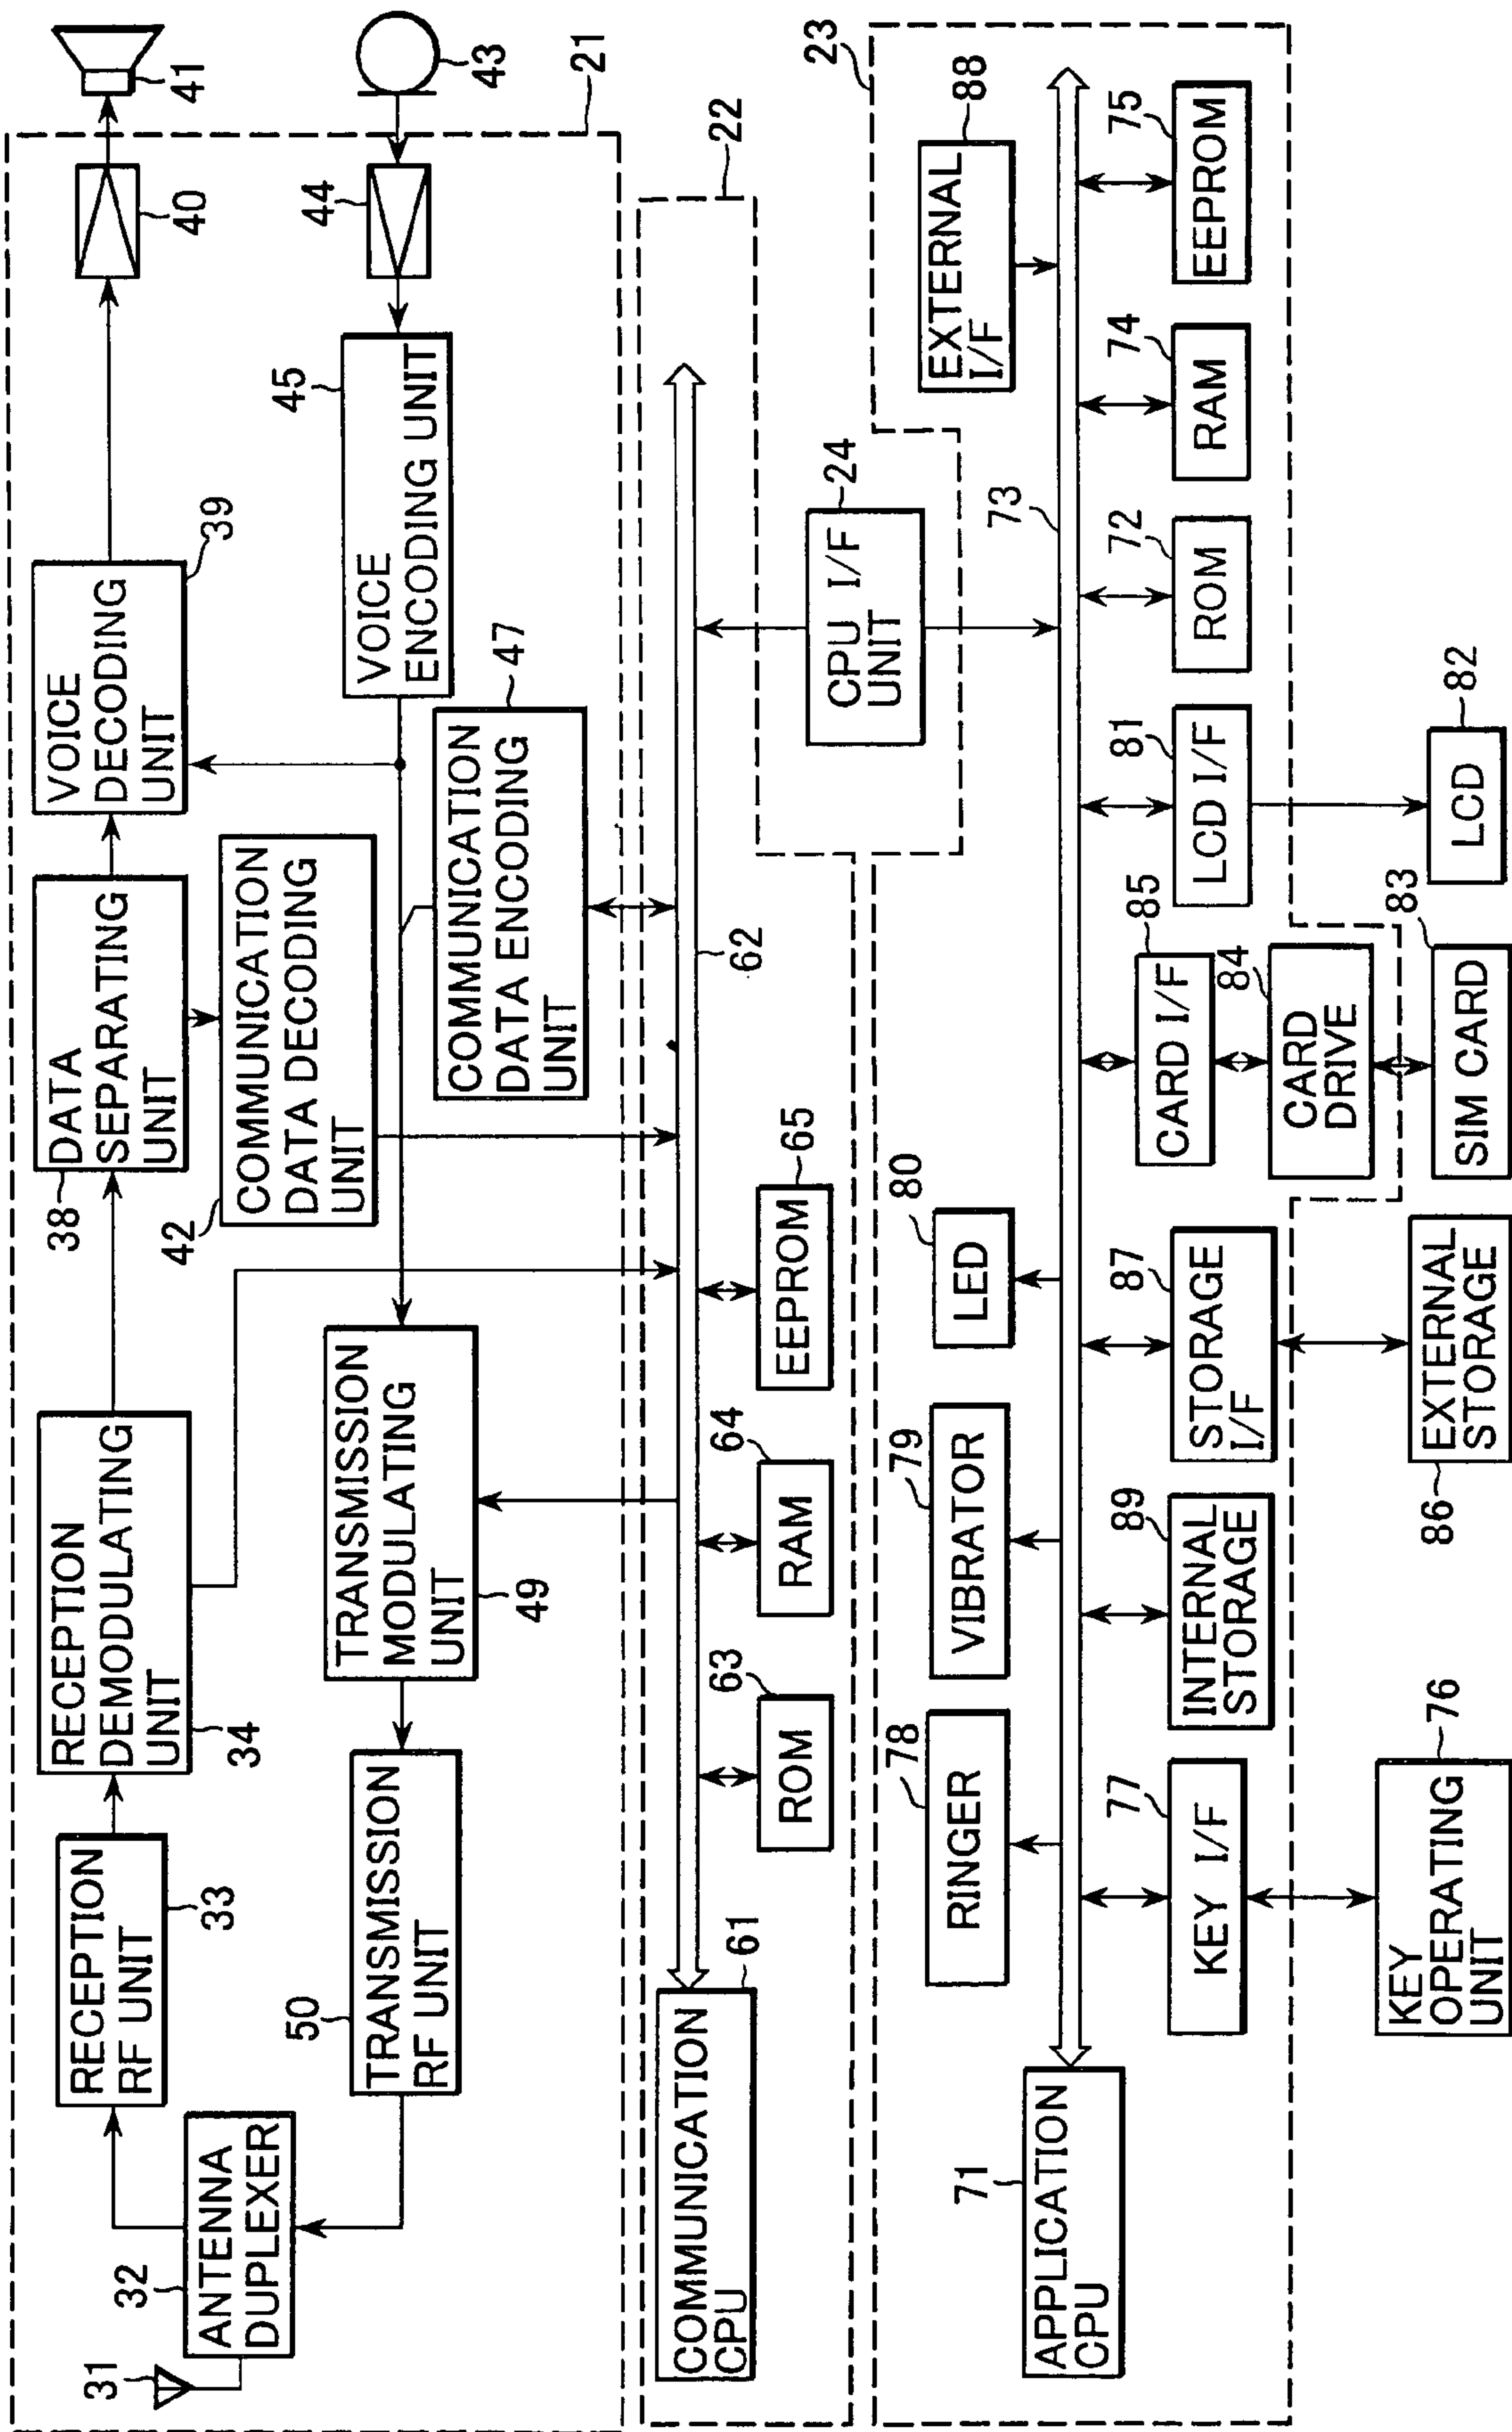 31
32
ANTENNA
DUPLEXER
RECEPTION
RF UNIT
33
RECEPTION
DEMODULATING
UNIT
34
38
DATA
SEPARATING
UNIT
VOICE
DECODING
UNIT
39
40
41
42
COMMUNICATION
DATA DECODING
UNIT
50
TRANSMISSION
RF UNIT
TRANSMISSION
MODULATING
UNIT
49
COMMUNICATION
DATA ENCODING
UNIT
47
VOICE
ENCODING UNIT
45
44
43
21
COMMUNICATION
CPU
61
62
22
ROM
63
RAM
64
EEPROM
65
CPU I/F
UNIT
24
23
71
APPLICATION
CPU
73
RINGER
78
VIBRATOR
79
LED
80
EXTERNAL
I/F
88
KEY I/F
77
INTERNAL
STORAGE
89
STORAGE
I/F
87
CARD I/F
85
CARD
DRIVE
84
LCD I/F
81
ROM
72
RAM
74
EEPROM
75
KEY
OPERATING
UNIT
76
EXTERNAL
STORAGE
86
SIM CARD
83
LCD
82